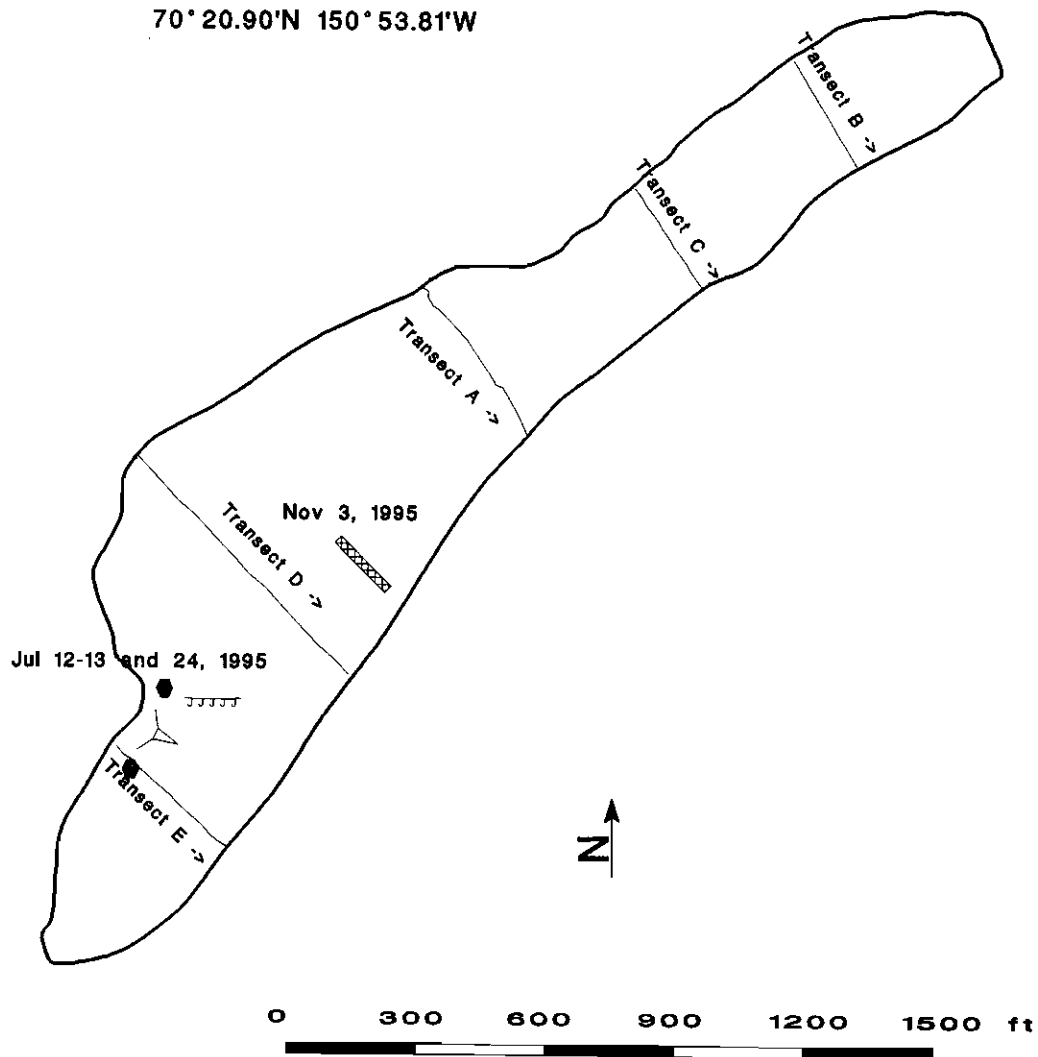 70°20.90'N 150°53.81'W
Transect B ->
Transect C ->
Transect A ->
Nov 3, 1995
Transect D ->
Jul 12-13 and 24, 1995
Transect E ->
N
0 300 600 900 1200 1500 ft